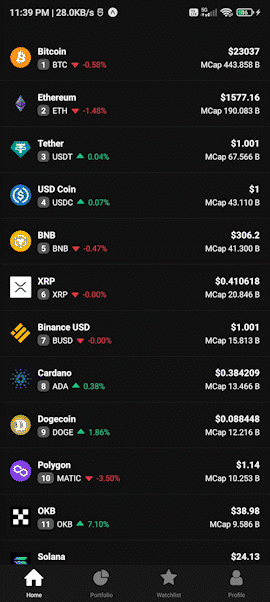 11:39 PM | 28.0KB/s
Bitcoin $23037
1 BTC -0.58% MCap 443.858 B
Ethereum $1577.16
2 ETH -1.48% MCap 190.083 B
Tether $1.001
3 USDT 0.04% MCap 67.566 B
USD Coin $1
4 USDC 0.07% MCap 43.110 B
BNB $306.2
5 BNB -0.47% MCap 41.300 B
XRP $0.410618
6 XRP -0.00% MCap 20.846 B
Binance USD $1.001
7 BUSD -0.00% MCap 15.813 B
Cardano $0.384209
8 ADA 0.38% MCap 13.466 B
Dogecoin $0.088448
9 DOGE 1.86% MCap 12.216 B
Polygon $1.14
10 MATIC -3.50% MCap 10.253 B
OKB $38.98
11 OKB 7.10% MCap 9.586 B
Solana $24.13
Home Portfolio Watchlist Profile